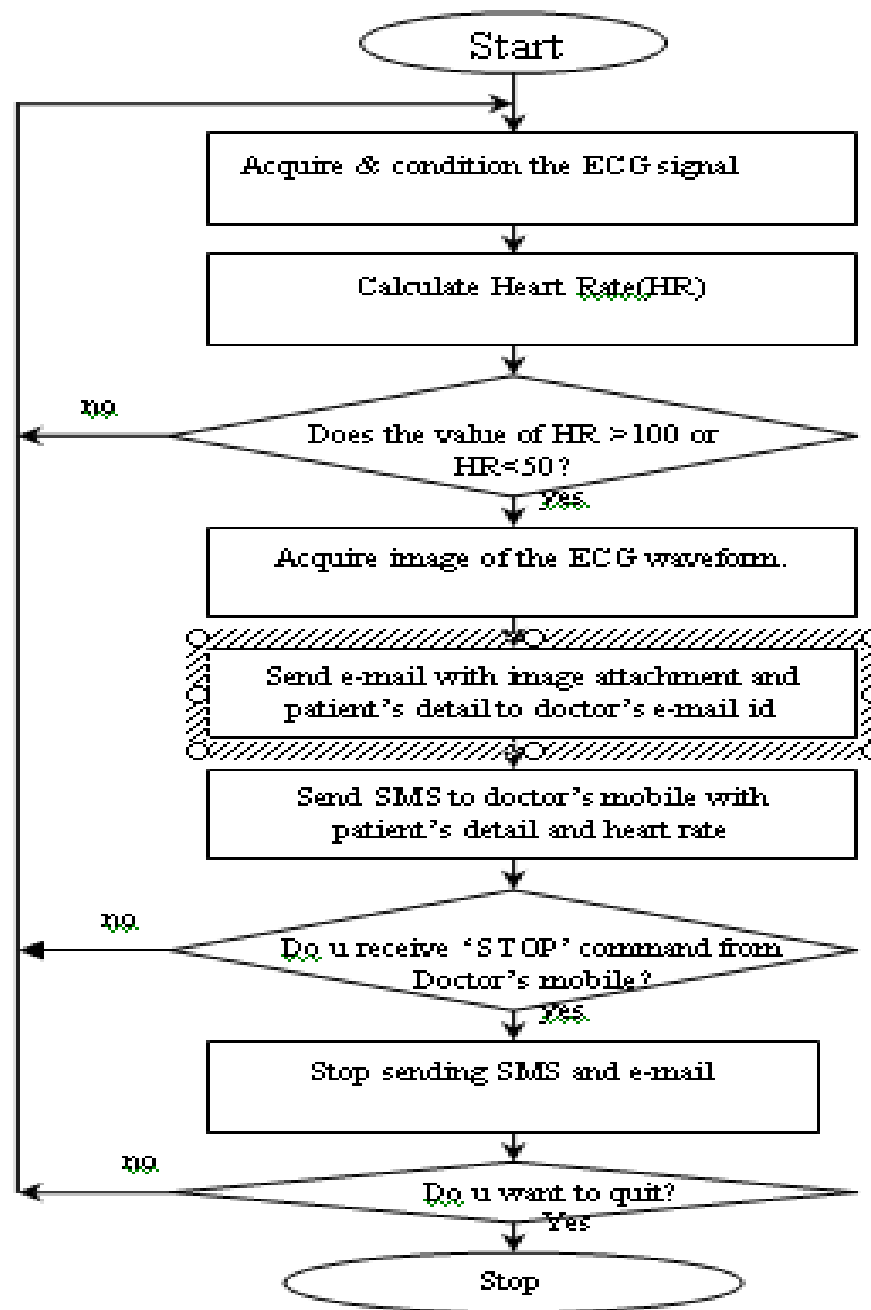 Start
Acquire & condition the ECG signal
Calculate Heart Rate(HR)
no
Does the value of HR >100 or
HR<50?
Yes
Acquire image of the ECG waveform.
Send e-mail with image attachment and
patient's detail to doctor's e-mail id
Send SMS to doctor's mobile with
patient's detail and heart rate
no
Do u receive 'STOP' command from
Doctor's mobile?
Yes
Stop sending SMS and e-mail
no
Do u want to quit?
Yes
Stop